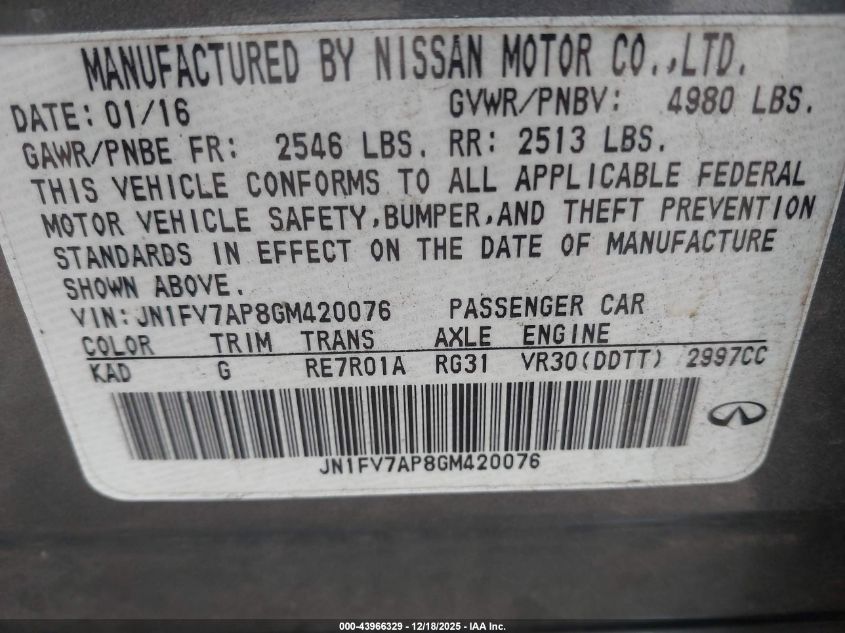 MANUFACTURED BY NISSAN MOTOR CO.,LTD.
DATE: 01/16 GVWR/PNBV: 4980 LBS.
GAWR/PNBE FR: 2546 LBS. RR: 2513 LBS.
THIS VEHICLE CONFORMS TO ALL APPLICABLE FEDERAL
MOTOR VEHICLE SAFETY,BUMPER,AND THEFT PREVENTION
STANDARDS IN EFFECT ON THE DATE OF MANUFACTURE
SHOWN ABOVE.
VIN:JN1FV7AP8GM420076 PASSENGER CAR
COLOR TRIM TRANS AXLE ENGINE
KAD G RE7R01A RG31 VR30(DDTT) 2997CC
JN1FV7AP8GM420076
000-43966329 - 12/18/2025 - IAA Inc.